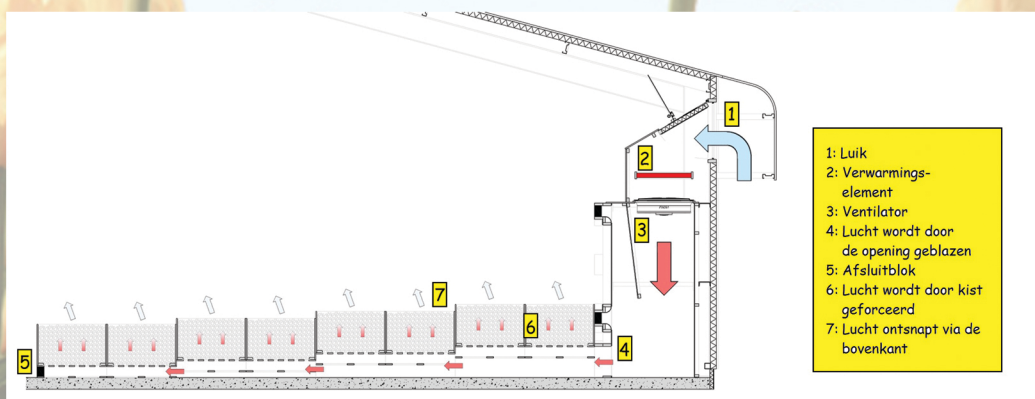 1
2
3
7
6
4
5
1: Luik
2: Verwarmings-
element
3: Ventilator
4: Lucht wordt door
de opening geblazen
5: Afsluitblok
6: Lucht wordt door kist
geforceerd
7: Lucht ontsnapt via de
bovenkant